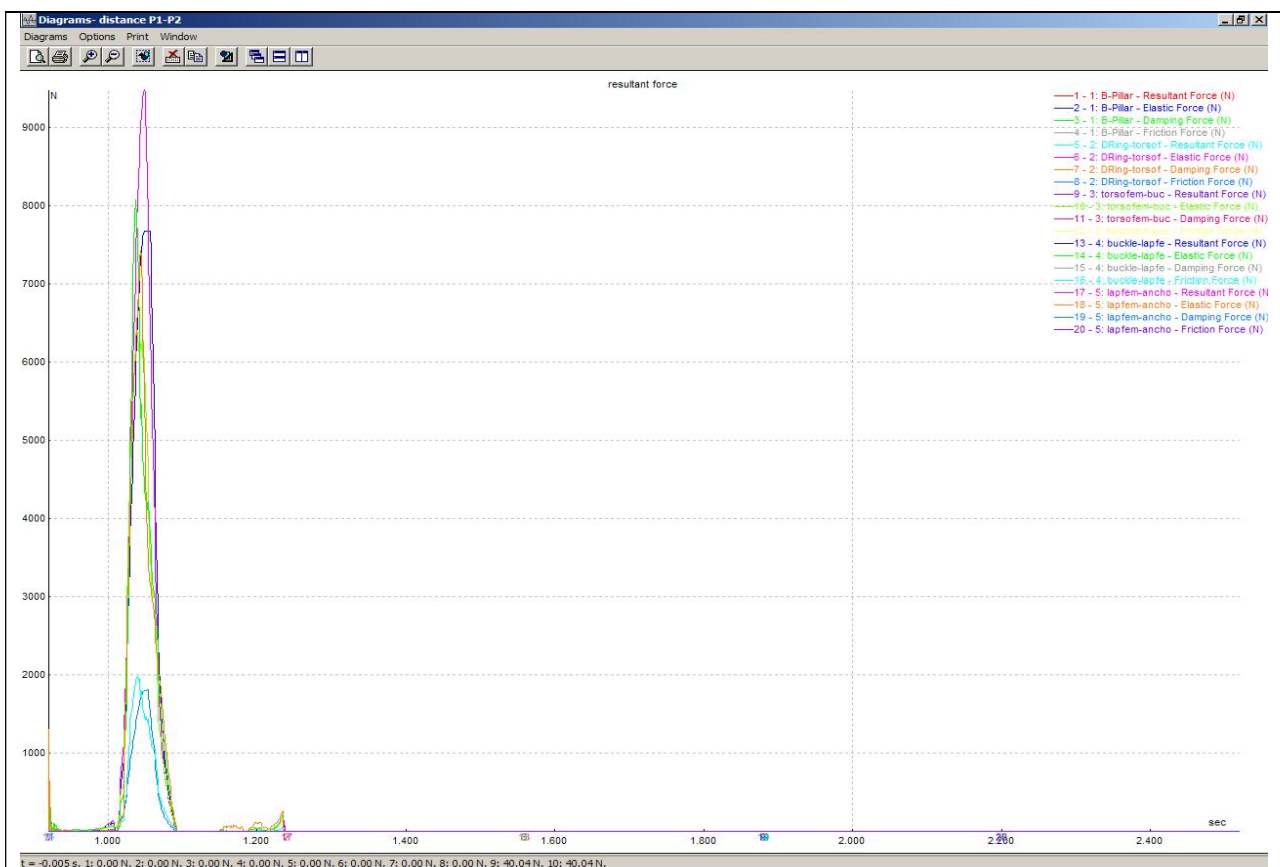 Diagrams- distance P1-P2
Diagrams Options Print Window
resultant force
N
1 - 1: B-Pillar - Resultant Force (N)
2 - 1: B-Pillar - Elastic Force (N)
3 - 1: B-Pillar - Damping Force (N)
4 - 1: B-Pillar - Friction Force (N)
5 - 2: DRing-torsof - Resultant Force (N)
6 - 2: DRing-torsof - Elastic Force (N)
7 - 2: DRing-torsof - Damping Force (N)
8 - 2: DRing-torsof - Friction Force (N)
9 - 3: torsofem-buc - Resultant Force (N)
10 - 3: torsofem-buc - Elastic Force (N)
11 - 3: torsofem-buc - Damping Force (N)
12 - 3: torsofem-buc - Friction Force (N)
13 - 4: buckle-lapfe - Resultant Force (N)
14 - 4: buckle-lapfe - Elastic Force (N)
15 - 4: buckle-lapfe - Damping Force (N)
16 - 4: buckle-lapfe - Friction Force (N)
17 - 5: lapfem-ancho - Resultant Force (N
18 - 5: lapfem-ancho - Elastic Force (N)
19 - 5: lapfem-ancho - Damping Force (N)
20 - 5: lapfem-ancho - Friction Force (N)
9000
8000
7000
6000
5000
4000
3000
2000
1000
sec
1.000 1.200 1.400 1.600 1.800 2.000 2.200 2.400
t = -0.005 s, 1: 0.00 N, 2: 0.00 N, 3: 0.00 N, 4: 0.00 N, 5: 0.00 N, 6: 0.00 N, 7: 0.00 N, 8: 0.00 N, 9: 40.04 N, 10: 40.04 N,